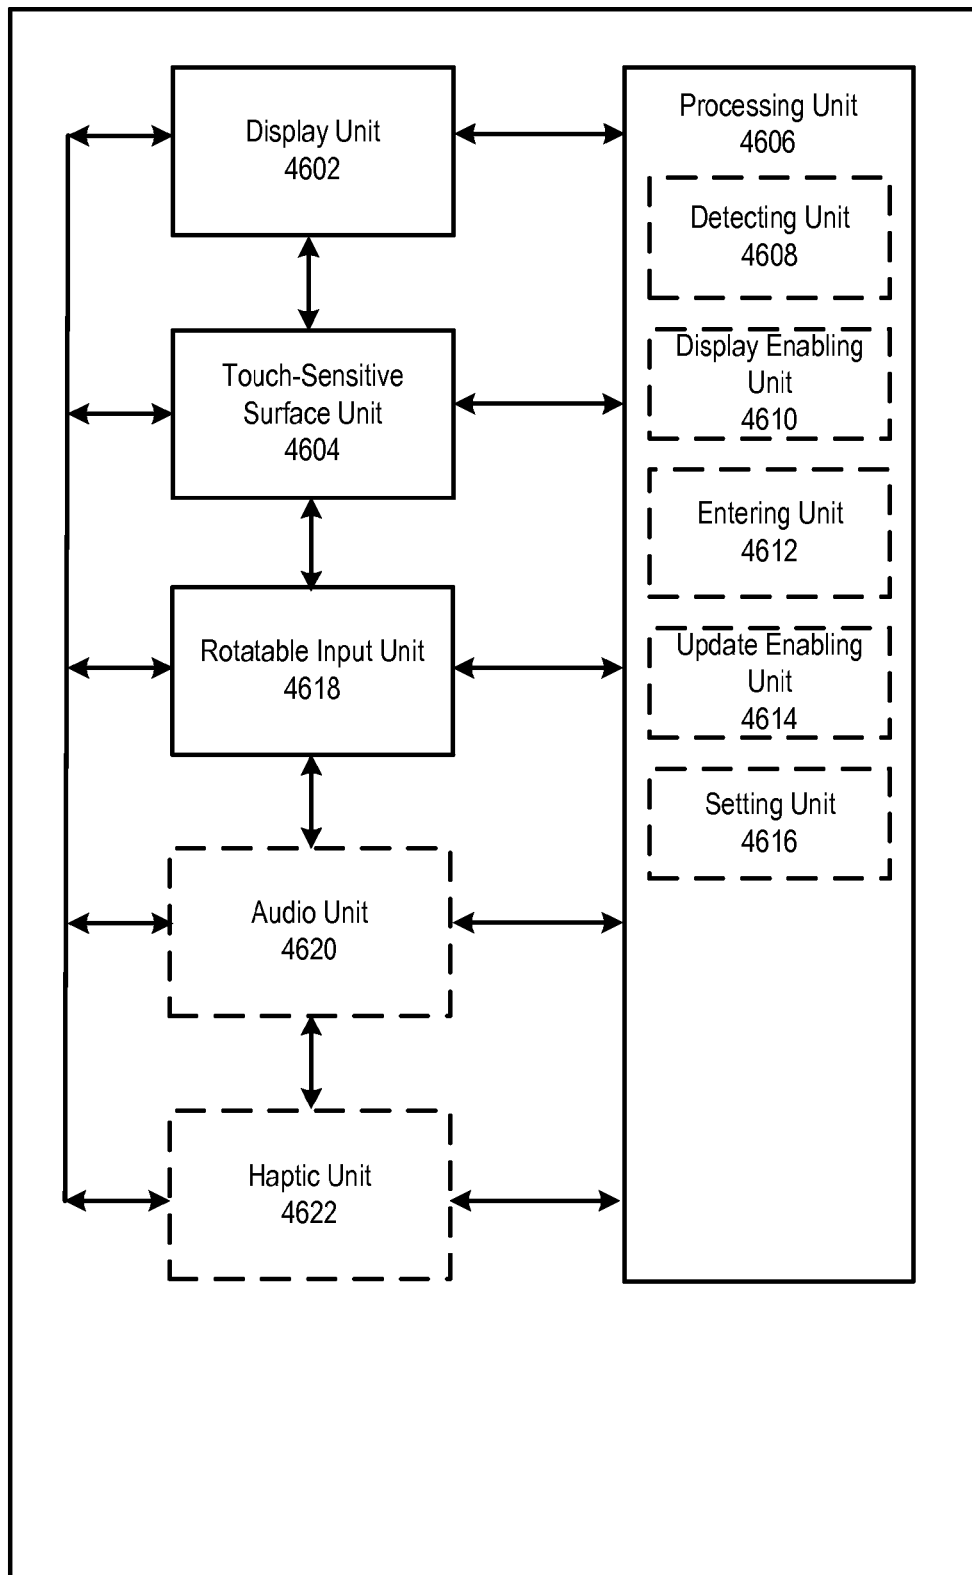 Display Unit
4602
Touch-Sensitive
Surface Unit
4604
Rotatable Input Unit
4618
Audio Unit
4620
Haptic Unit
4622
Processing Unit
4606
Detecting Unit
4608
Display Enabling
Unit
4610
Entering Unit
4612
Update Enabling
Unit
4614
Setting Unit
4616